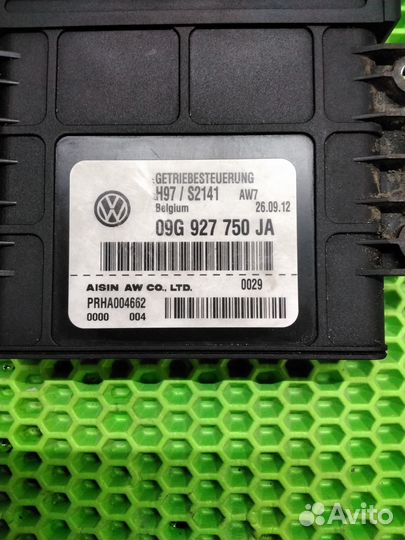 GETRIEBESTEUERUNG
H97 / S2141 AW7
Belgium 26.09.12
09G 927 750 JA
AISIN AW CO., LTD. 0029
PRHA004662
0000 004
Avito